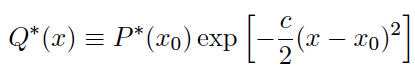 Q*(x) ≡ P*(x₀) exp [−c/2 (x − x₀)²]